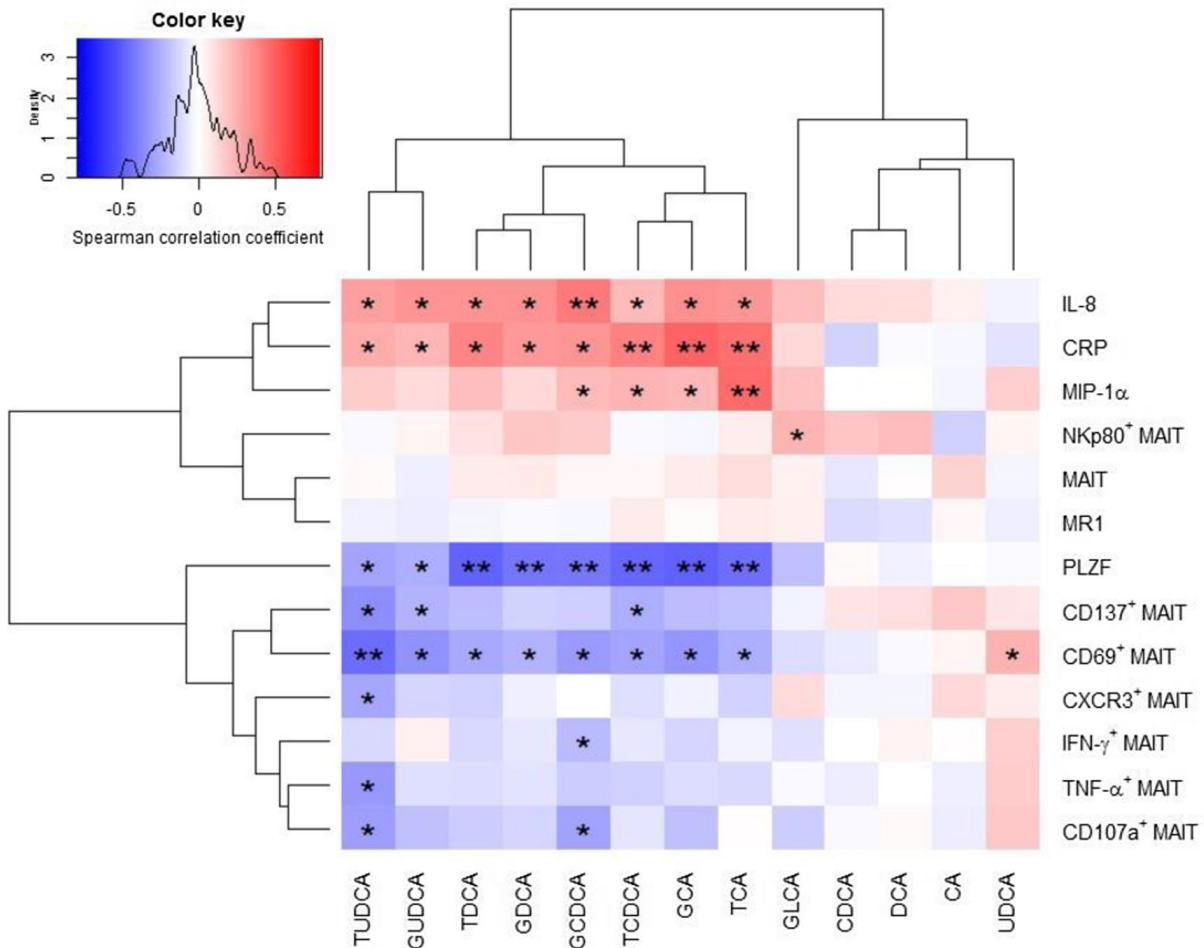 Color key
Density
0 1 2 3
-0.5 0 0.5
Spearman correlation coefficient
* * * * ** * * * IL-8
* * * * * ** ** ** CRP
* * * ** MIP-1α
* NKp80⁺ MAIT
MAIT
MR1
* * ** ** ** ** ** ** PLZF
* * * CD137⁺ MAIT
** * * * * * * * * CD69⁺ MAIT
* CXCR3⁺ MAIT
* IFN-γ⁺ MAIT
* TNF-α⁺ MAIT
* * CD107a⁺ MAIT
TUDCA GUDCA TDCA GDCA GCDCA TCDCA GCA TCA GLCA CDCA DCA CA UDCA